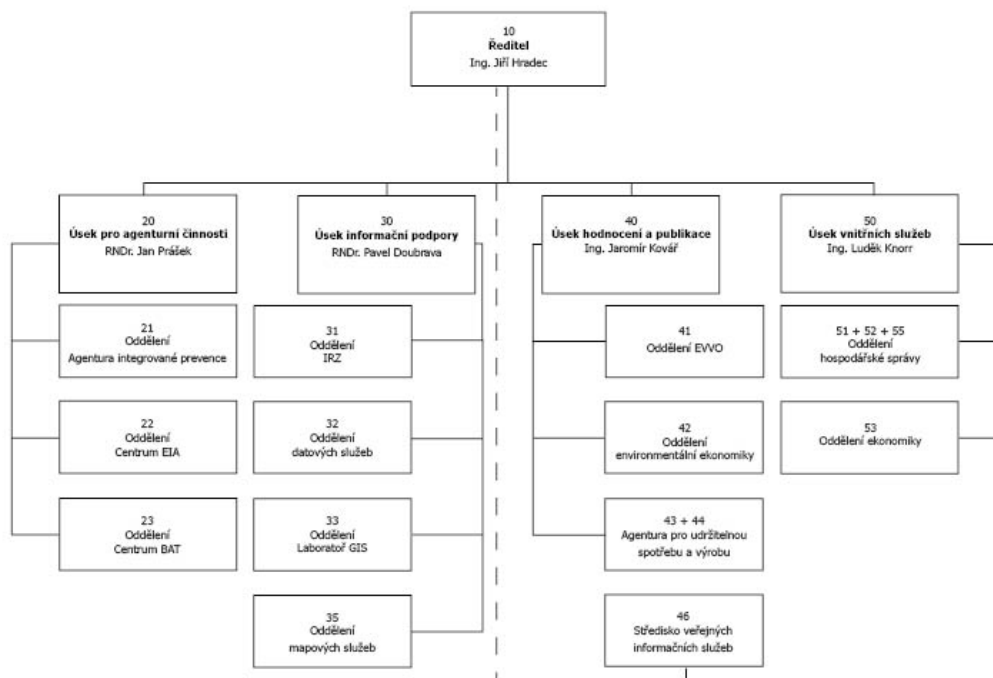 10
Ředitel
Ing. Jiří Hradec
20
Úsek pro agenturní činnosti
RNDr. Jan Prášek
30
Úsek informační podpory
RNDr. Pavel Doubrava
40
Úsek hodnocení a publikace
Ing. Jaromír Kovář
50
Úsek vnitřních služeb
Ing. Luděk Knorr
21
Oddělení
Agentura integrované prevence
31
Oddělení
IRZ
41
Oddělení EVVO
51 + 52 + 55
Oddělení
hospodářské správy
22
Oddělení
Centrum EIA
32
Oddělení
datových služeb
42
Oddělení
environmentální ekonomiky
53
Oddělení ekonomiky
23
Oddělení
Centrum BAT
33
Oddělení
Laboratoř GIS
43 + 44
Agentura pro udržitelnou
spotřebu a výrobu
35
Oddělení
mapových služeb
46
Středisko veřejných
informačních služeb